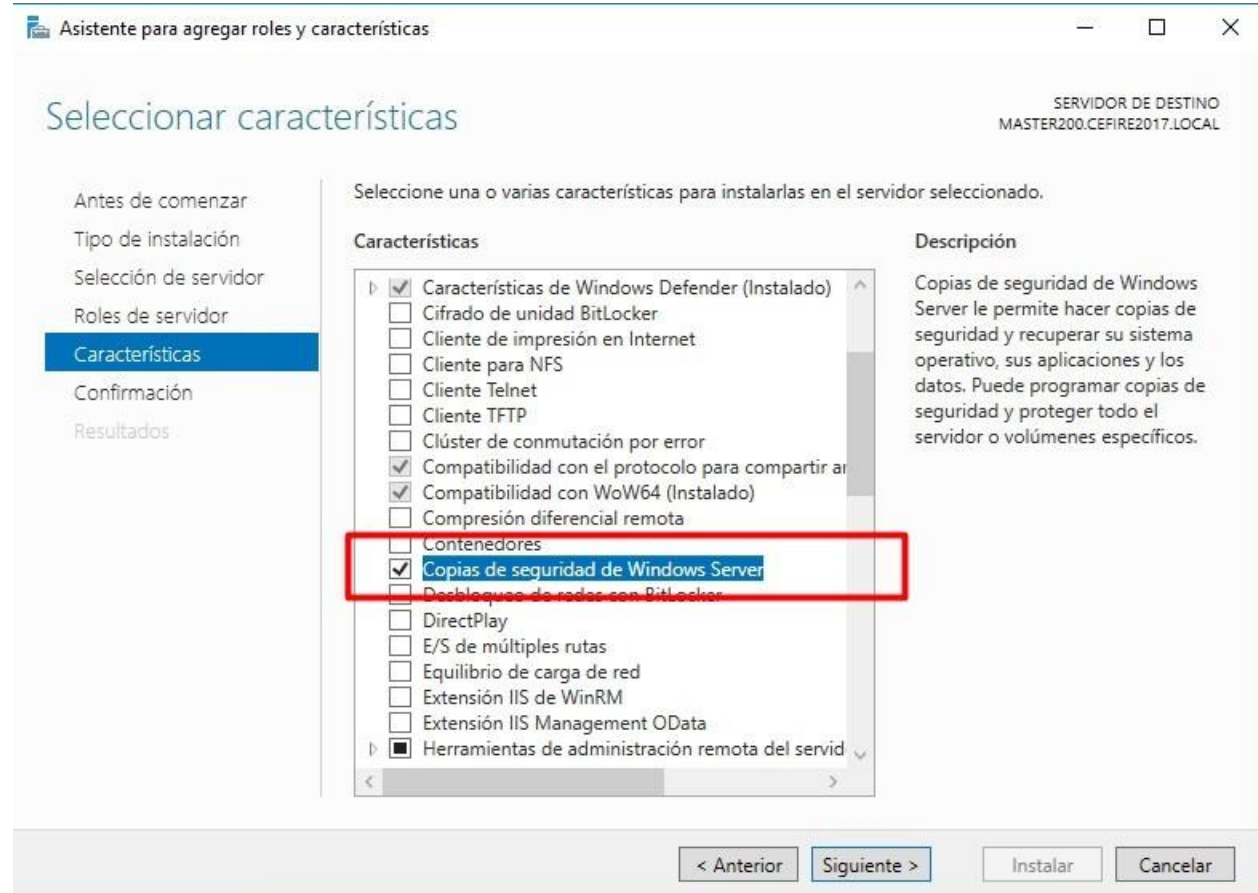 Asistente para agregar roles y características
Seleccionar características
SERVIDOR DE DESTINO
MASTER200.CEFIRE2017.LOCAL
Antes de comenzar
Tipo de instalación
Selección de servidor
Roles de servidor
Características
Confirmación
Resultados
Seleccione una o varias características para instalarlas en el servidor seleccionado.
Características
Características de Windows Defender (Instalado)
Cifrado de unidad BitLocker
Cliente de impresión en Internet
Cliente para NFS
Cliente Telnet
Cliente TFTP
Clúster de conmutación por error
Compatibilidad con el protocolo para compartir ar
Compatibilidad con WoW64 (Instalado)
Compresión diferencial remota
Contenedores
Copias de seguridad de Windows Server
Desbloqueo de redes con BitLocker
DirectPlay
E/S de múltiples rutas
Equilibrio de carga de red
Extensión IIS de WinRM
Extensión IIS Management OData
Herramientas de administración remota del servid
Descripción
Copias de seguridad de Windows
Server le permite hacer copias de
seguridad y recuperar su sistema
operativo, sus aplicaciones y los
datos. Puede programar copias de
seguridad y proteger todo el
servidor o volúmenes específicos.
< Anterior
Siguiente >
Instalar
Cancelar